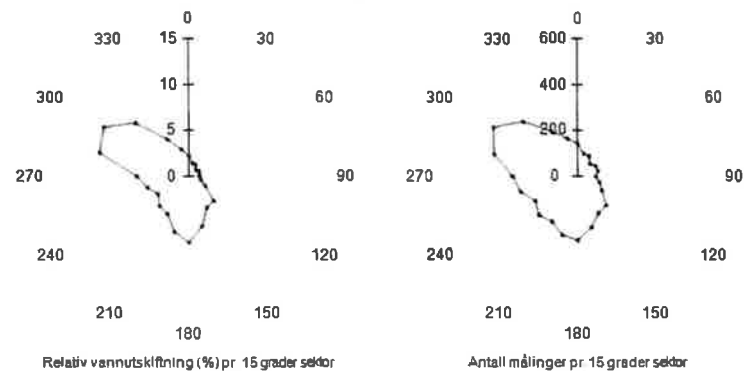 0 0
330 15 30 330 600 30
10 400
300 60 300 60
5 200
270 0 90 270 0 90
240 120 240 120
210 150 210 150
180 180
Relativ vannutskiftning (%) pr 15 grader sektor Antall målinger pr 15 grader sektor